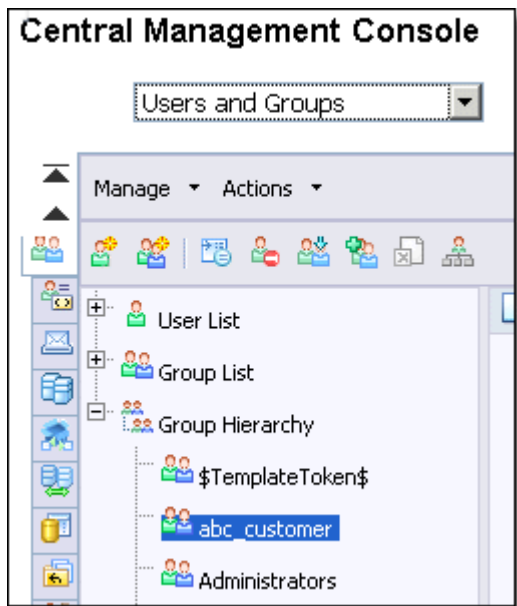 Central Management Console
Users and Groups
Manage Actions
User List
Group List
Group Hierarchy
$TemplateToken$
abc_customer
Administrators